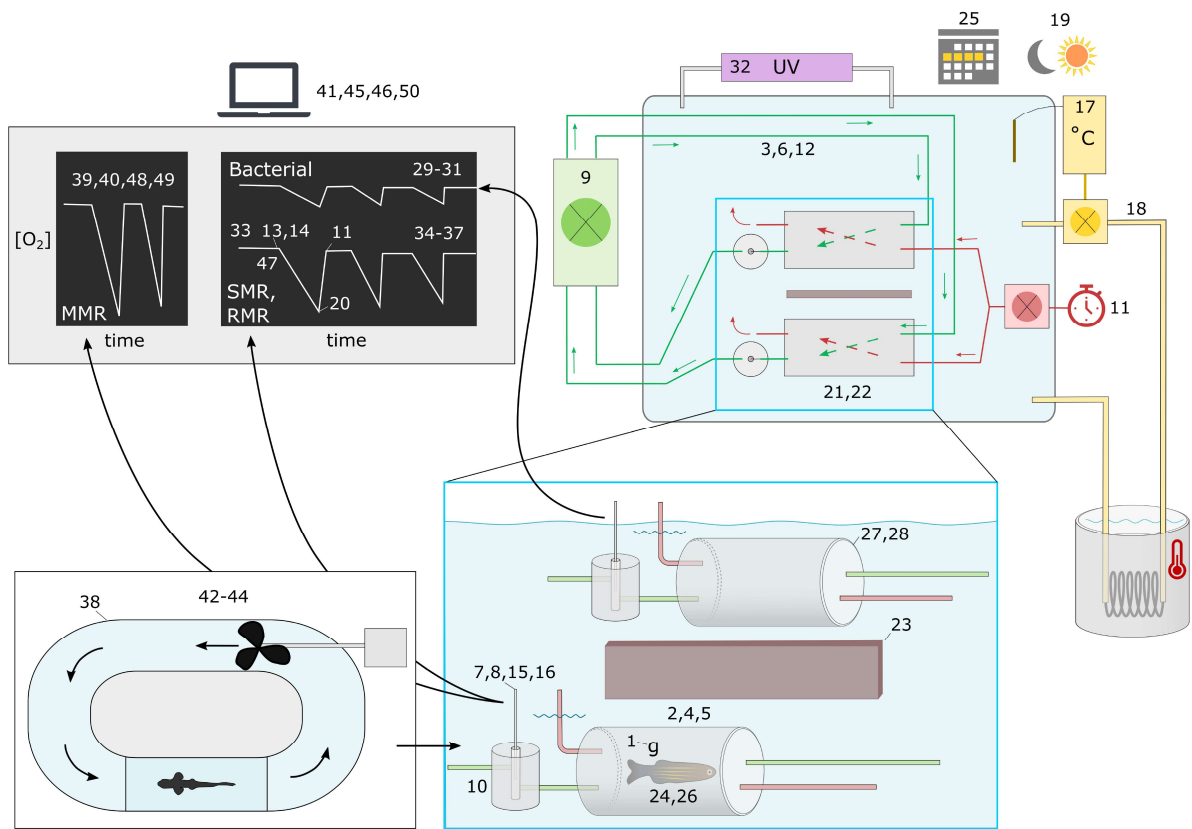 25
19
32 UV
41,45,46,50
17
°C
3,6,12
39,40,48,49
Bacterial
29-31
9
18
[O₂]
33
13,14
11
34-37
47
SMR,
RMR
20
MMR
11
time
time
21,22
27,28
42-44
38
23
7,8,15,16
2,4,5
1
g
10
24,26